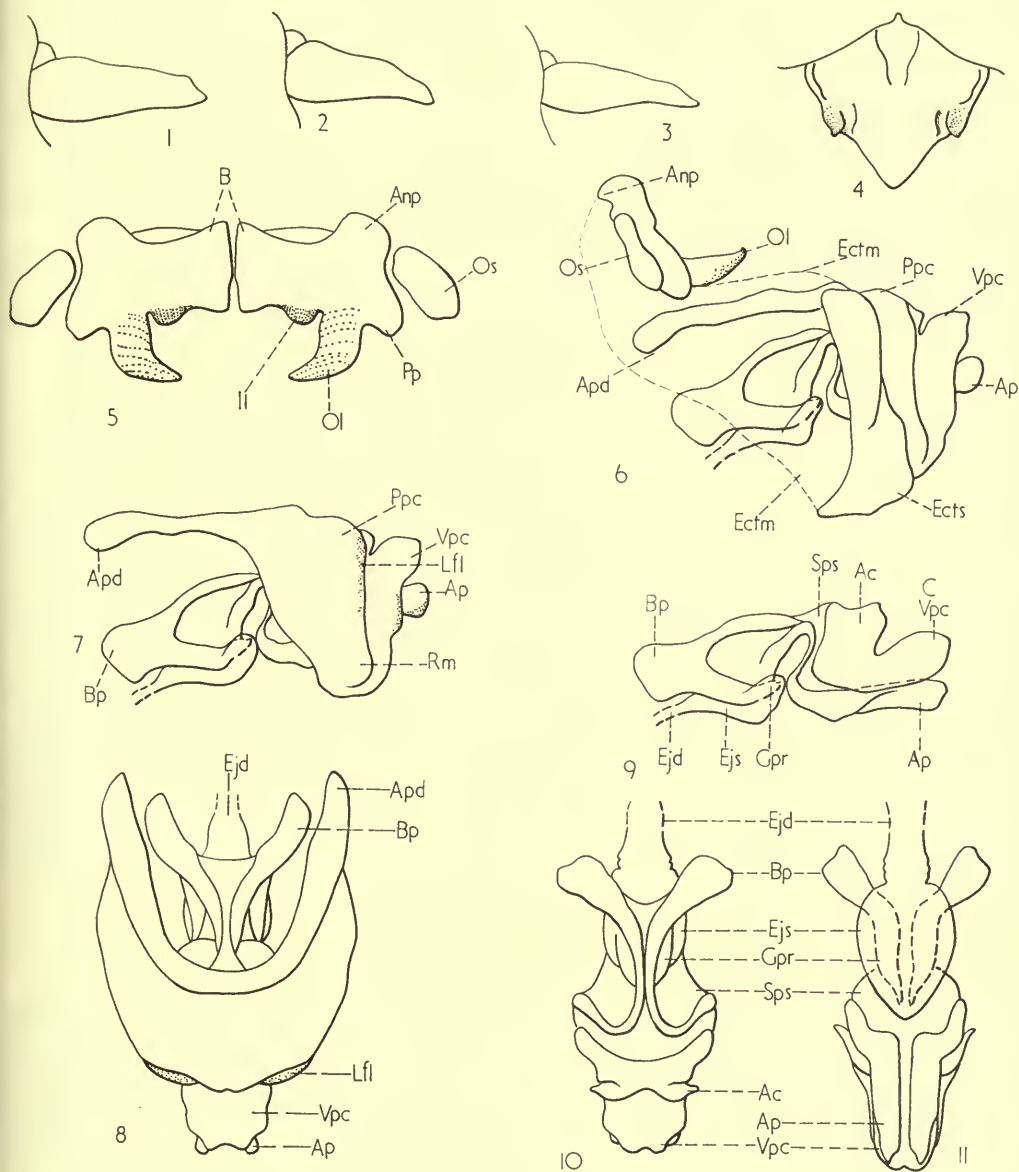 1
2
3
4
B
Anp
Os
Pp
Il
Ol
5
Anp
Os
Ol
Ectm
Ppc
Vpc
Apd
Ap
Ectm
Ects
6
Ppc
Vpc
Lfl
Ap
Apd
Rm
Bp
7
Sps
Ac
C
Vpc
Bp
Ejd
Ejs
Gpr
Ap
9
Ejd
Apd
Bp
Lfl
Vpc
Ap
8
Ejd
Bp
Ejs
Gpr
Sps
Ac
Ap
Vpc
10
11